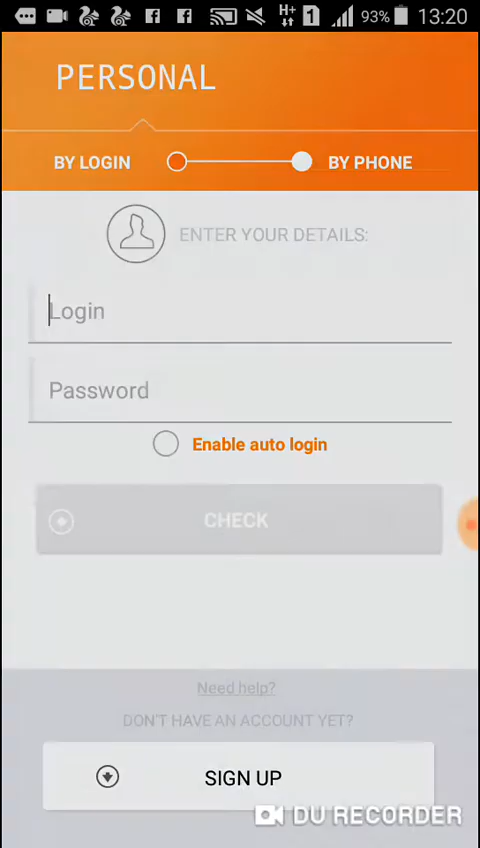 H+ 1 93% 13:20
PERSONAL
BY LOGIN BY PHONE
ENTER YOUR DETAILS:
Login
Password
Enable auto login
CHECK
Need help?
DON'T HAVE AN ACCOUNT YET?
SIGN UP
DU RECORDER